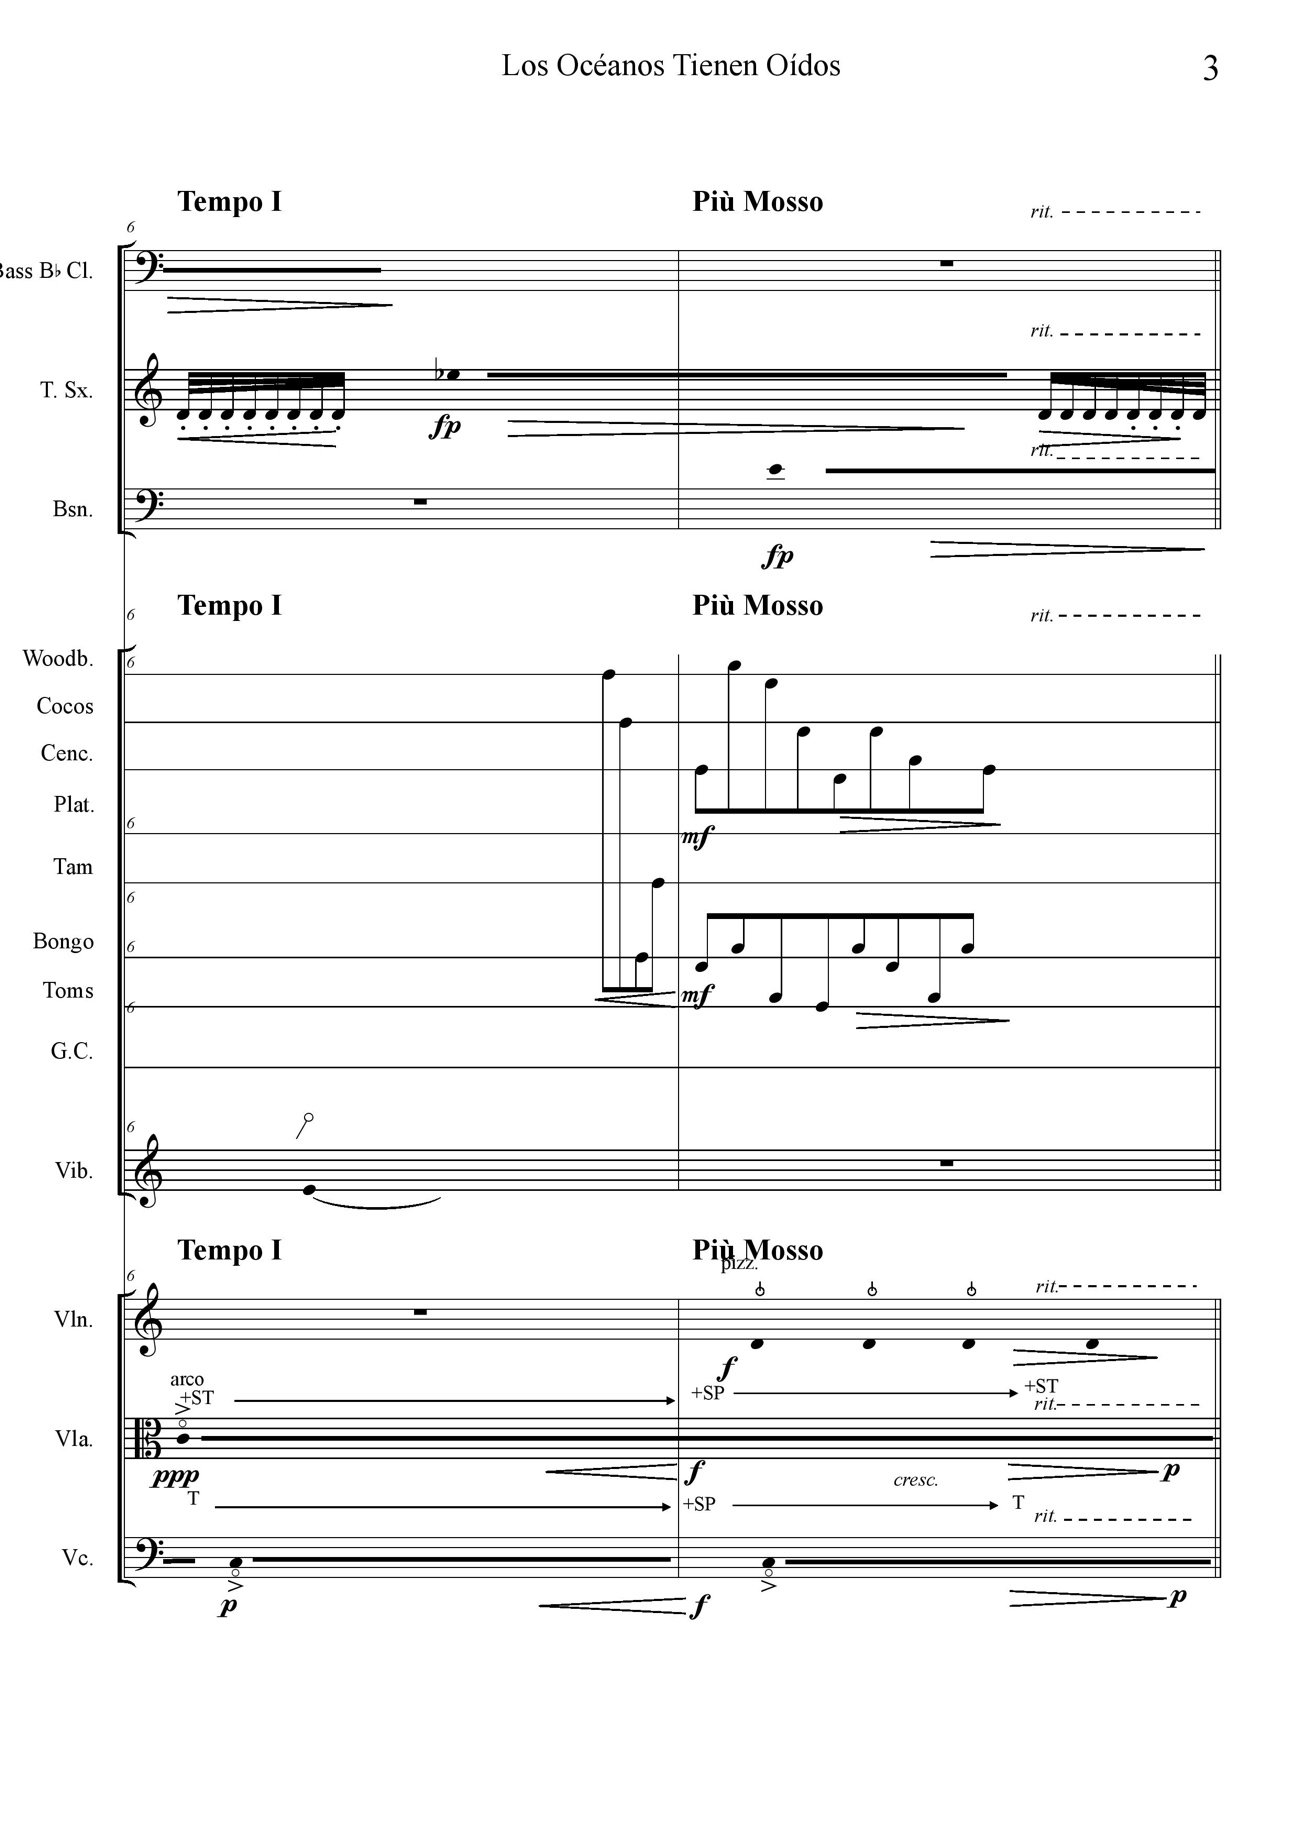 Los Océanos Tienen Oídos
3
Tempo I Più Mosso
rit.
6
Bass B♭ Cl.
rit.
T. Sx.
fp
rit.
Bsn.
fp
Tempo I Più Mosso
6 rit.
Woodb. 6
Cocos
Cenc.
Plat.
6 mf
Tam
6
Bongo 6
Toms mf
6
G.C.
6
Vib.
Tempo I Più Mosso
pizz.
6 rit.
Vln.
f
arco
+ST +SP +ST
rit.
Vla.
ppp f cresc. p
T +SP T
rit.
Vc.
p f p